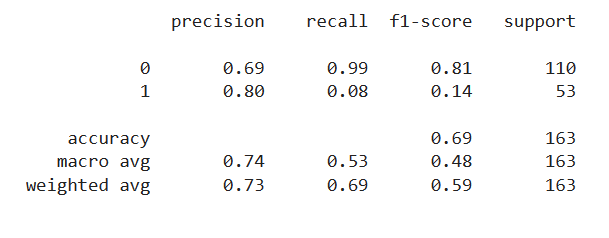 precision recall f1-score support
0 0.69 0.99 0.81 110
1 0.80 0.08 0.14 53
accuracy 0.69 163
macro avg 0.74 0.53 0.48 163
weighted avg 0.73 0.69 0.59 163